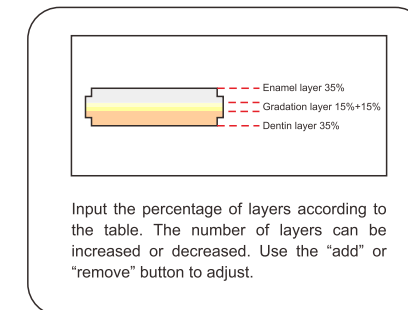 Enamel layer 35%
Gradation layer 15%+15%
Dentin layer 35%
Input the percentage of layers according to
the table. The number of layers can be
increased or decreased. Use the “add” or
“remove” button to adjust.